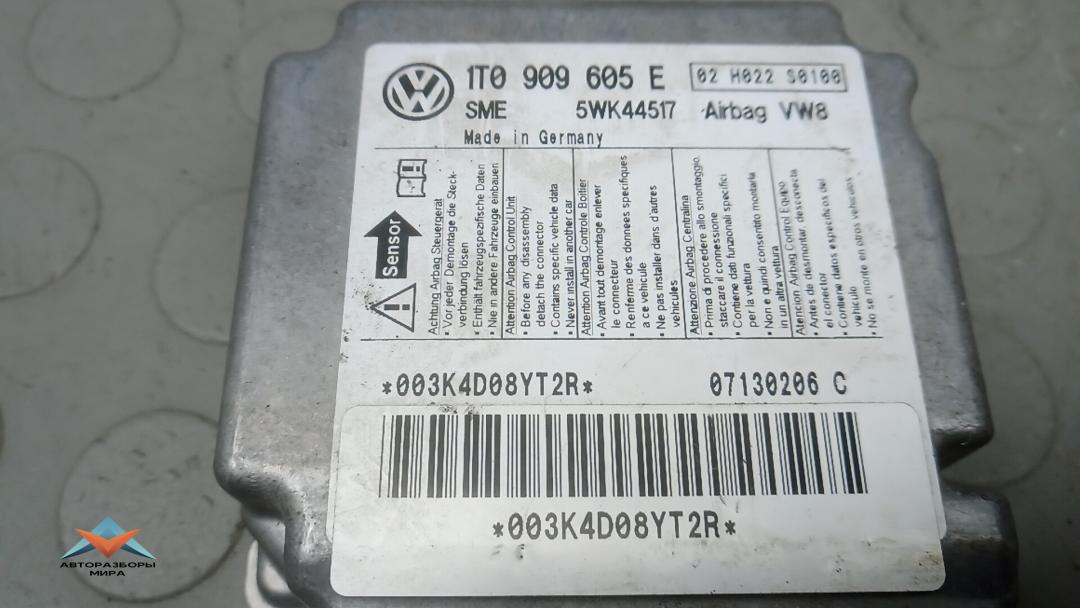 1T0 909 605 E
02 H022 S0100
SME 5WK44517 Airbag VW8
Made in Germany
Sensor
Achtung Airbag Steuergerät
• Vor jeder Demontage die Steck-
verbindung lösen
• Enthält fahrzeugspezifische Daten
• Nie in andere Fahrzeuge einbauen
Attention Airbag Control Unit
• Before any disassembly
detach the connector
• Contains specific vehicle data
• Never install in another car
Attention Airbag Controle Boitier
• Avant tout demontage enlever
le connecteur
• Renferme des donnees specifiques
a ce vehicule
• Ne pas installer dans d'autres
vehicules
Attenzione Airbag Centralina
• Prima di procedere allo smontaggio,
staccare il connessione
• Contiene dati funzionali specifici
per la vettura
• Non e quindi consentito montarla
in un altra vettura
Atencion Airbag Control Equipo
• Antes de desmontar, desconecta
el conector
• Contiene datos especificos del
vehiculo
• No se monte en otros vehiculos
*003K4D08YT2R* 07130206 C
*003K4D08YT2R*
АВТОРАЗБОРЫ
МИРА